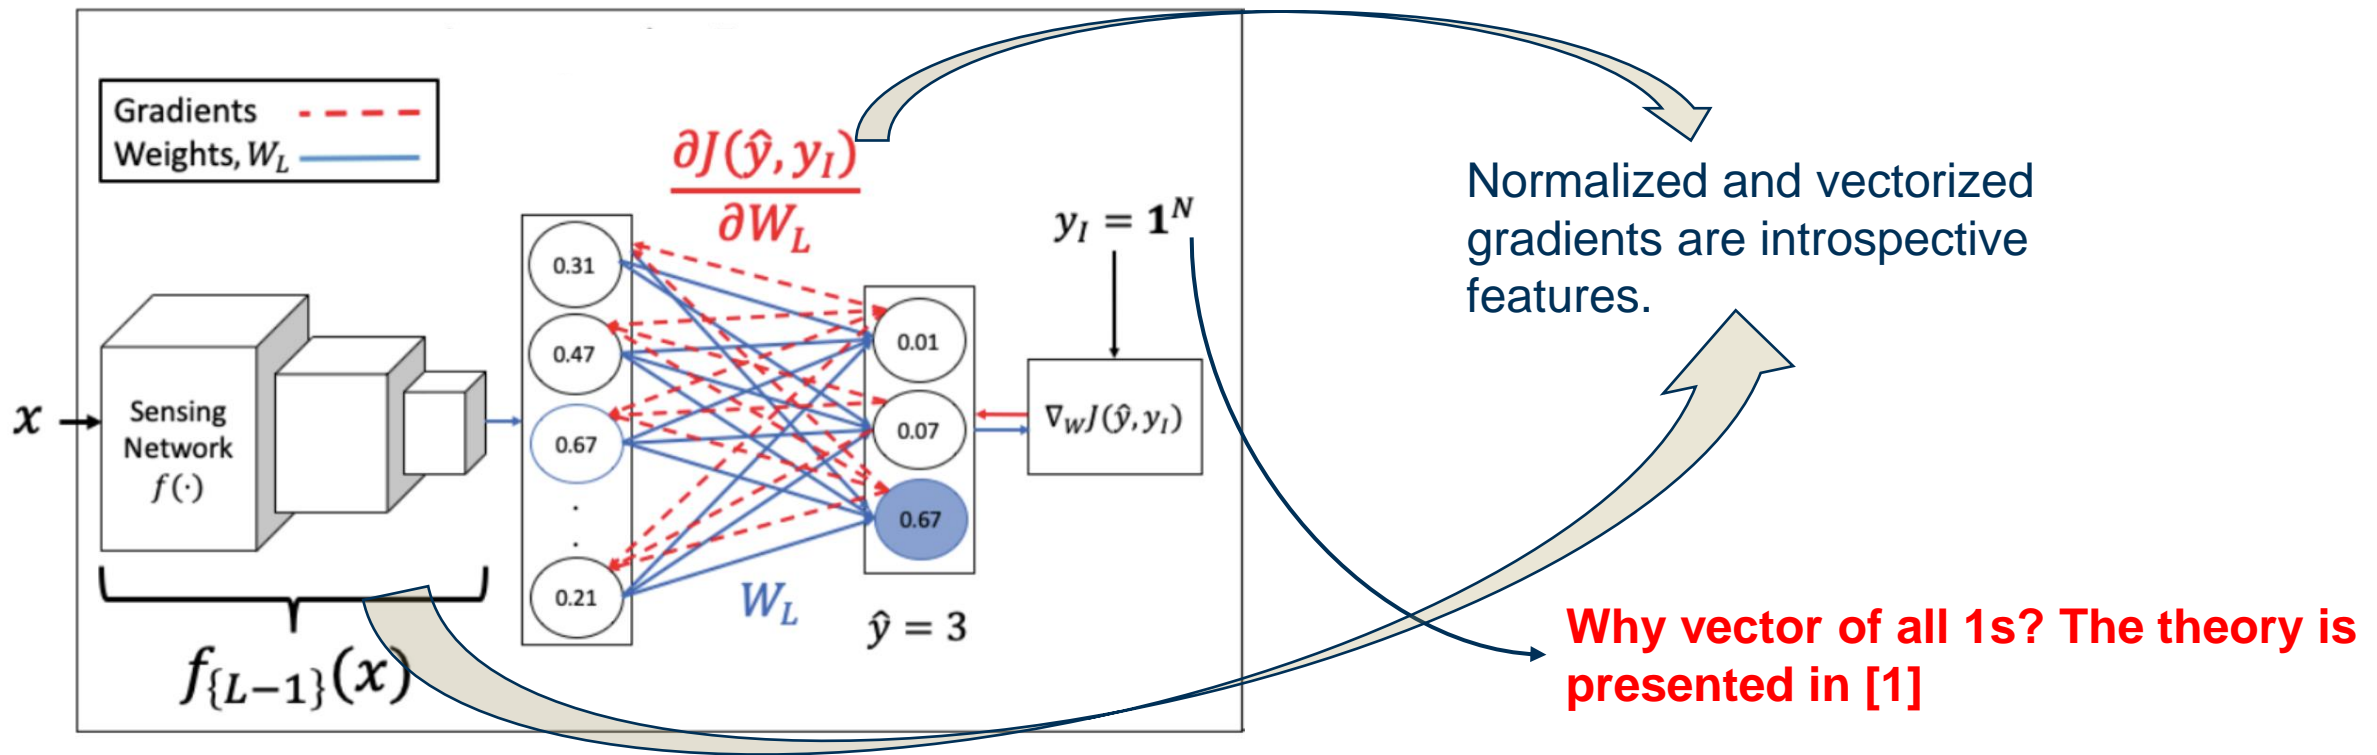 Gradients
Weights, W_L
∂J(ŷ, y_I)
∂W_L
y_I = 1^N
Normalized and vectorized
gradients are introspective
features.
x
Sensing
Network
f(·)
0.31
0.47
0.67
.
.
0.21
0.01
0.07
0.67
∇_W J(ŷ, y_I)
W_L
ŷ = 3
f_{L−1}(x)
Why vector of all 1s? The theory is
presented in [1]